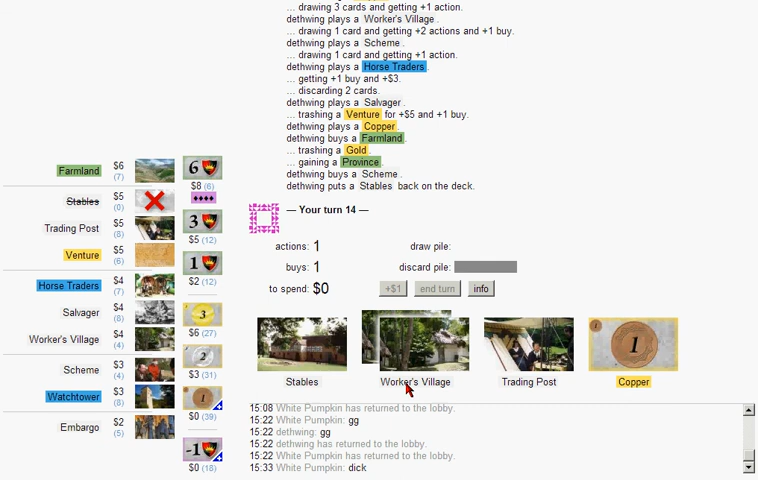 ... drawing 3 cards and getting +1 action.
dethwing plays a Worker's Village.
... drawing 1 card and getting +2 actions and +1 buy.
dethwing plays a Scheme.
... drawing 1 card and getting +1 action.
dethwing plays a Horse Traders.
... getting +1 buy and +$3.
... discarding 2 cards.
dethwing plays a Salvager.
... trashing a Venture for +$5 and +1 buy.
dethwing plays a Copper.
dethwing buys a Farmland.
... trashing a Gold.
... gaining a Province.
dethwing buys a Scheme.
dethwing puts a Stables back on the deck.
— Your turn 14 —
actions: 1
draw pile:
buys: 1
discard pile:
to spend: $0
+$1
end turn
info
Stables
Worker's Village
Trading Post
1
1
Copper
15:08 White Pumpkin has returned to the lobby.
15:22 White Pumpkin: gg
15:22 dethwing: gg
15:22 dethwing has returned to the lobby.
15:22 White Pumpkin has returned to the lobby.
15:33 White Pumpkin: dick
Farmland
$6
(7)
6
$8 (6)
Stables
$5
(0)
Trading Post
$5
(8)
3
$5 (12)
Venture
$5
(6)
1
$2 (12)
Horse Traders
$4
(7)
Salvager
$4
(8)
3
$6 (27)
Worker's Village
$4
(4)
2
$3 (31)
Scheme
$3
(4)
Watchtower
$3
(8)
1
$0 (39)
Embargo
$2
(5)
-1
$0 (18)